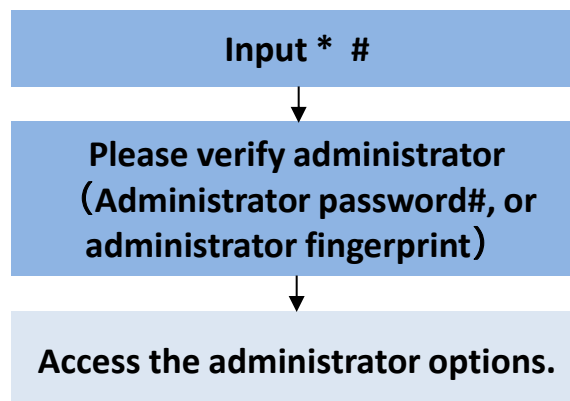 Input *  #
Please verify administrator
（Administrator password#, or
administrator fingerprint）
Access the administrator options.